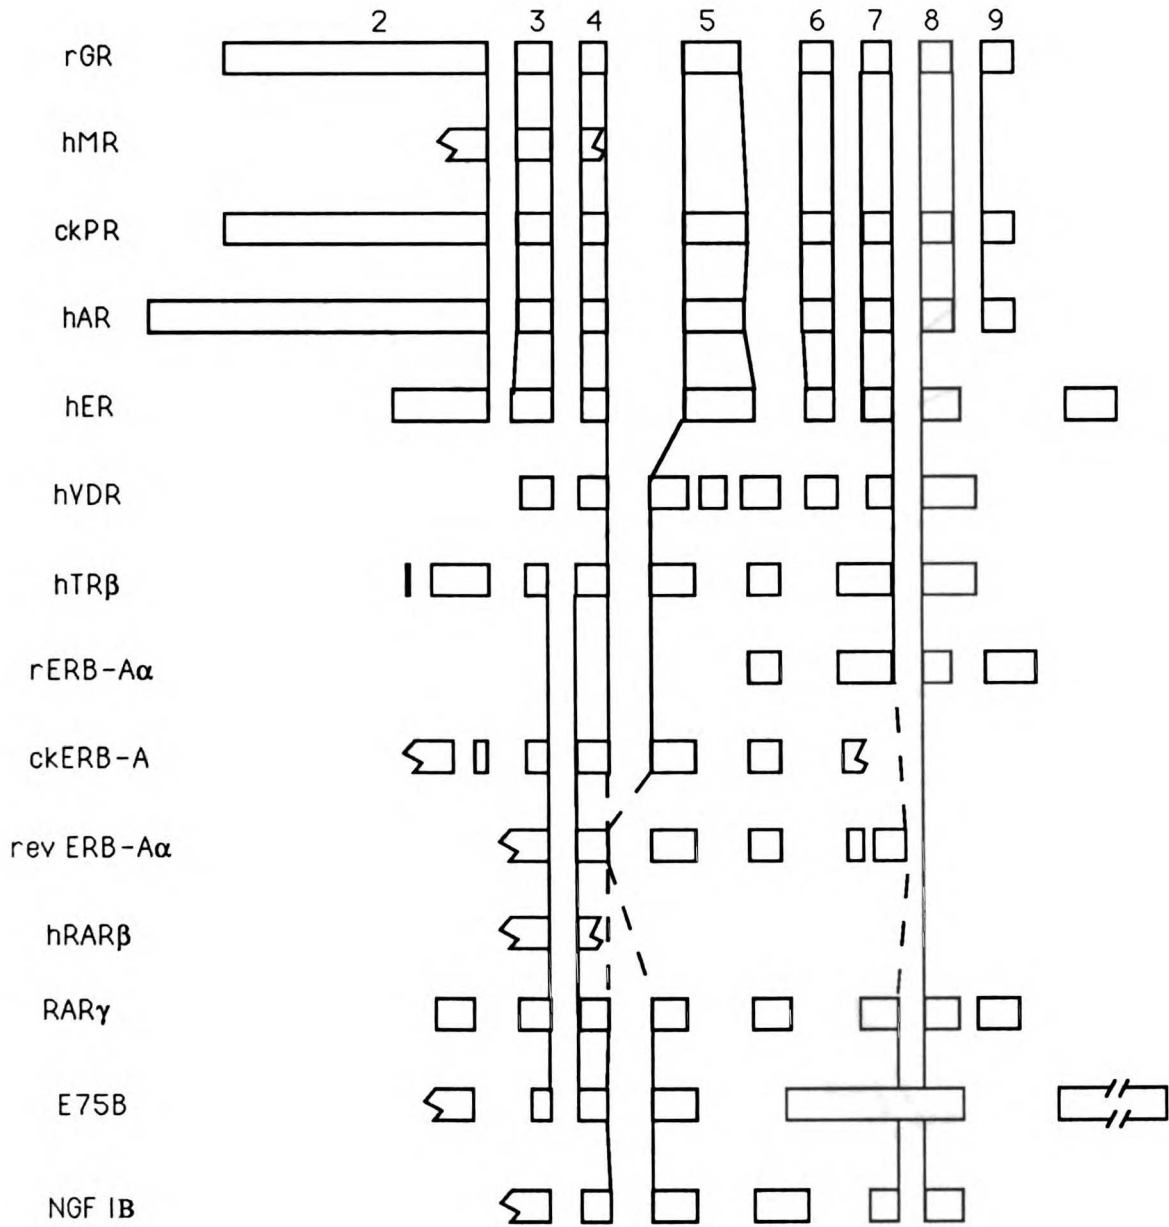 2 3 4 5 6 7 8 9
rGR
hMR
ckPR
hAR
hER
hVDR
hTRβ
rERB-Aα
ckERB-A
rev ERB-Aα
hRARβ
RARγ
E75B
NGF IB